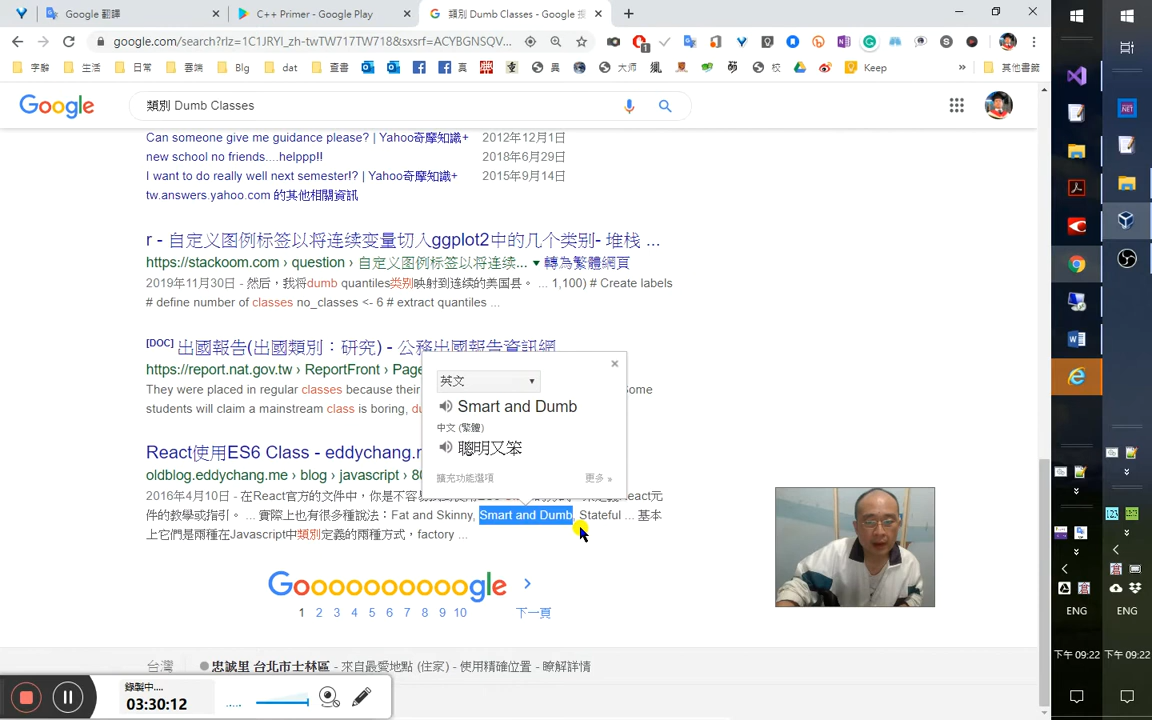 Google 翻譯
C++ Primer - Google Play
類別 Dumb Classes - Google 搜
google.com/search?rlz=1C1JRYI_zh-twTW717TW718&sxsrf=ACYBGNSQV...
字辭
生活
日常
雲端
Blg
dat
查書
異
大师
校
Keep
»
其他書籤
Google
類別 Dumb Classes
Can someone give me guidance please? | Yahoo奇摩知識+ 2012年12月1日
new school no friends....helppp!! 2018年6月29日
I want to do really well next semester!? | Yahoo奇摩知識+ 2015年9月14日
tw.answers.yahoo.com 的其他相關資訊
r - 自定义图例标签以将连续变量切入ggplot2中的几个类别- 堆栈 ...
https://stackoom.com › question › 自定义图例标签以将连续... ▼ 轉為繁體網頁
2019年11月30日 - 然后，我将dumb quantiles类别映射到连续的美国县。 ... 1,100) # Create labels
# define number of classes no_classes <- 6 # extract quantiles ...
[DOC] 出國報告(出國類別：研究) - 公務出國報告資訊網
https://report.nat.gov.tw › ReportFront › Page
They were placed in regular classes because their
students will claim a mainstream class is boring,
React使用ES6 Class - eddychang.
oldblog.eddychang.me › blog › javascript
2016年4月10日 - 在React官方的文件中，你是不容
件的教學或指引。 ... 實際上也有很多種說法：Fat and Skinny, Smart and Dumb, Stateful ... 基本
上它們是兩種在Javascript中類別定義的兩種方式，factory ...
英文
Smart and Dumb
中文 (繁體)
聰明又笨
擴充功能選項
更多 »
Goooooooooogle
1 2 3 4 5 6 7 8 9 10 下一頁
台灣
忠誠里 台北市士林區 - 來自最愛地點 (住家) - 使用精確位置 - 瞭解詳情
錄製中....
03:30:12
ENG
ENG
下午 09:22
下午 09:22